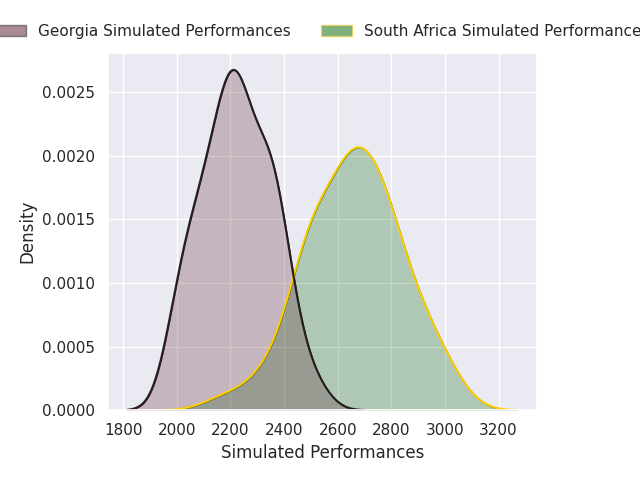 Georgia Simulated Performances South Africa Simulated Performance
0.0025
0.0020
0.0015
0.0010
0.0005
0.0000
Density
1800 2000 2200 2400 2600 2800 3000 3200
Simulated Performances